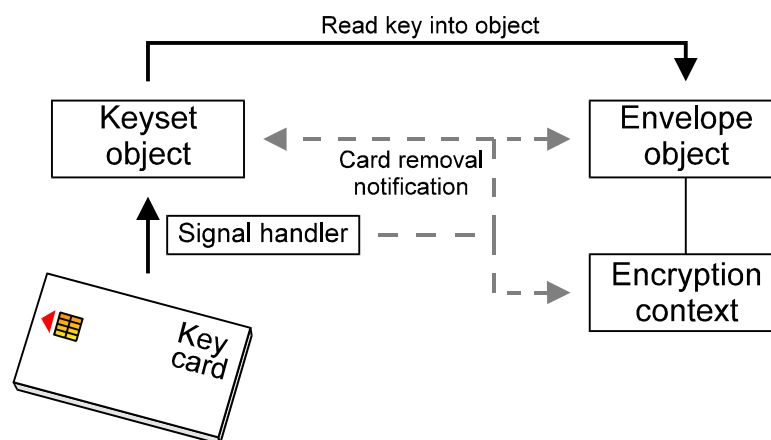 Read key into object
Keyset
object
Envelope
object
Card removal
notification
Signal handler
Encryption
context
Key
card